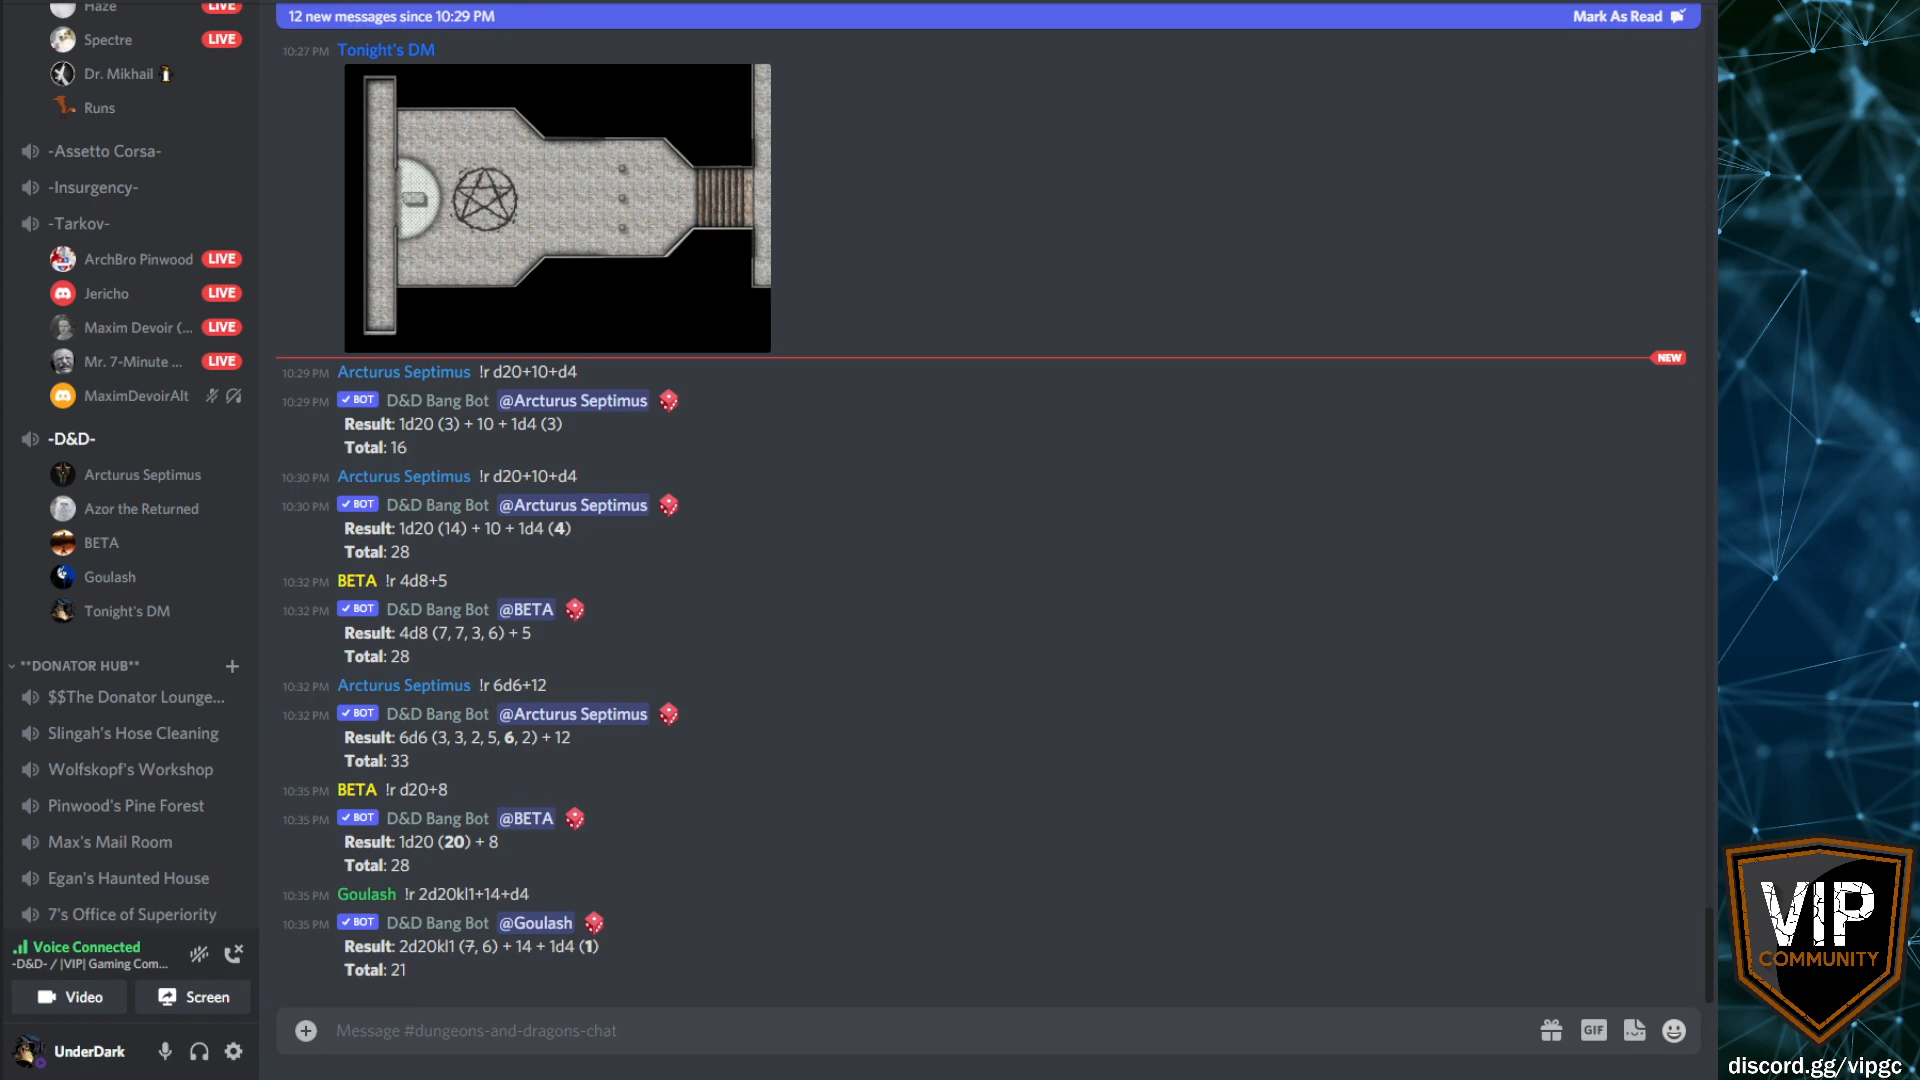 Haze LIVE
Spectre LIVE
Dr. Mikhail
Runs
-Assetto Corsa-
-Insurgency-
-Tarkov-
ArchBro Pinwood LIVE
Jericho LIVE
Maxim Devoir (... LIVE
Mr. 7-Minute ... LIVE
MaximDevoirAlt
-D&D-
Arcturus Septimus
Azor the Returned
BETA
Goulash
Tonight's DM
**DONATOR HUB**
$$The Donator Lounge...
Slingah's Hose Cleaning
Wolfskopf's Workshop
Pinwood's Pine Forest
Max's Mail Room
Egan's Haunted House
7's Office of Superiority
Voice Connected
-D&D- / |VIP| Gaming Com...
Video Screen
UnderDark
12 new messages since 10:29 PM Mark As Read
10:27 PM Tonight's DM
NEW
10:29 PM Arcturus Septimus !r d20+10+d4
10:29 PM BOT D&D Bang Bot @Arcturus Septimus
Result: 1d20 (3) + 10 + 1d4 (3)
Total: 16
10:30 PM Arcturus Septimus !r d20+10+d4
10:30 PM BOT D&D Bang Bot @Arcturus Septimus
Result: 1d20 (14) + 10 + 1d4 (4)
Total: 28
10:32 PM BETA !r 4d8+5
10:32 PM BOT D&D Bang Bot @BETA
Result: 4d8 (7, 7, 3, 6) + 5
Total: 28
10:32 PM Arcturus Septimus !r 6d6+12
10:32 PM BOT D&D Bang Bot @Arcturus Septimus
Result: 6d6 (3, 3, 2, 5, 6, 2) + 12
Total: 33
10:35 PM BETA !r d20+8
10:35 PM BOT D&D Bang Bot @BETA
Result: 1d20 (20) + 8
Total: 28
10:35 PM Goulash !r 2d20kl1+14+d4
10:35 PM BOT D&D Bang Bot @Goulash
Result: 2d20kl1 (7, 6) + 14 + 1d4 (1)
Total: 21
Message #dungeons-and-dragons-chat
GIF
VIP
COMMUNITY
discord.gg/vipgc